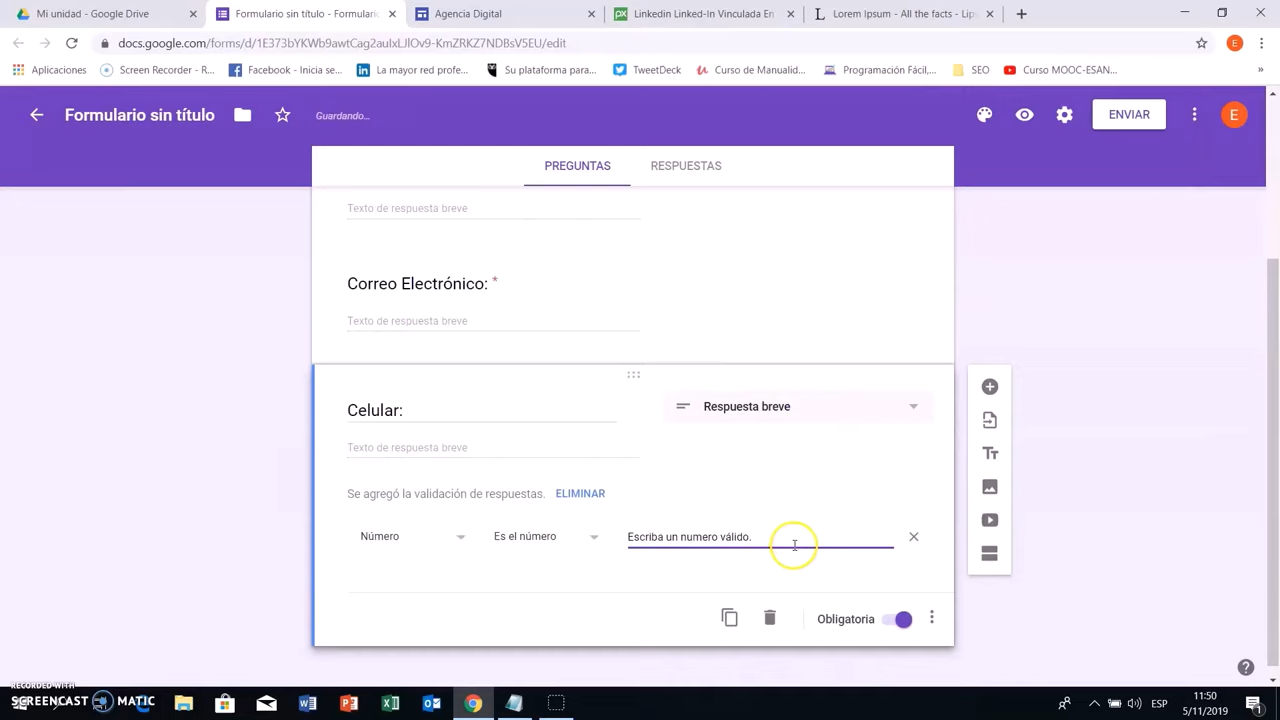 Mi unidad - Google Drive
Formulario sin título - Formulario
Agencia Digital
Linkedin Linked-In Vinculada En
Lorem Ipsum - All the facts - Lip
docs.google.com/forms/d/1E373bYKWb9awtCag2auIxLJlOv9-KmZRKZ7NDBsV5EU/edit
E
Aplicaciones
Screen Recorder - R...
Facebook - Inicia se...
La mayor red profe...
Su plataforma para...
TweetDeck
Curso de Manualid...
Programación Fácil,...
SEO
Curso MOOC-ESAN...
»
Formulario sin título
Guardando...
ENVIAR
E
PREGUNTAS
RESPUESTAS
Texto de respuesta breve
Correo Electrónico: *
Texto de respuesta breve
Celular:
Respuesta breve
Texto de respuesta breve
Se agregó la validación de respuestas. ELIMINAR
Número
Es el número
Escriba un numero válido.
Obligatoria
RECORDED WITH
SCREENCAST MATIC
ESP
11:50
5/11/2019